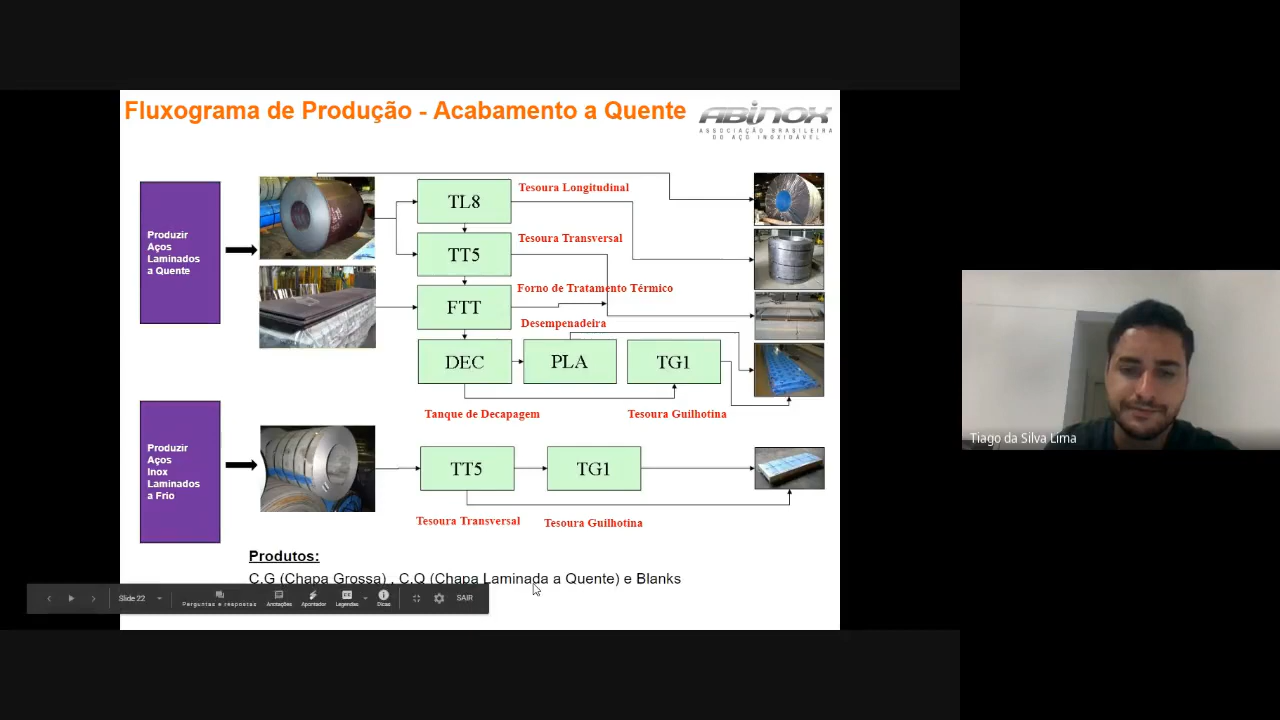 Fluxograma de Produção - Acabamento a Quente
ABINOX
ASSOCIAÇÃO BRASILEIRA
DO AÇO INOXIDÁVEL
Produzir
Aços
Laminados
a Quente
TL8
Tesoura Longitudinal
TT5
Tesoura Transversal
FTT
Forno de Tratamento Térmico
Desempenadeira
DEC
PLA
TG1
Tanque de Decapagem
Tesoura Guilhotina
Produzir
Aços
Inox
Laminados
a Frio
TT5
TG1
Tesoura Transversal
Tesoura Guilhotina
Produtos:
C.G (Chapa Grossa) , C.Q (Chapa Laminada a Quente) e Blanks
Slide 22
Perguntas e respostas
Anotações
Apontador
Legendas
Dicas
SAIR
Tiago da Silva Lima